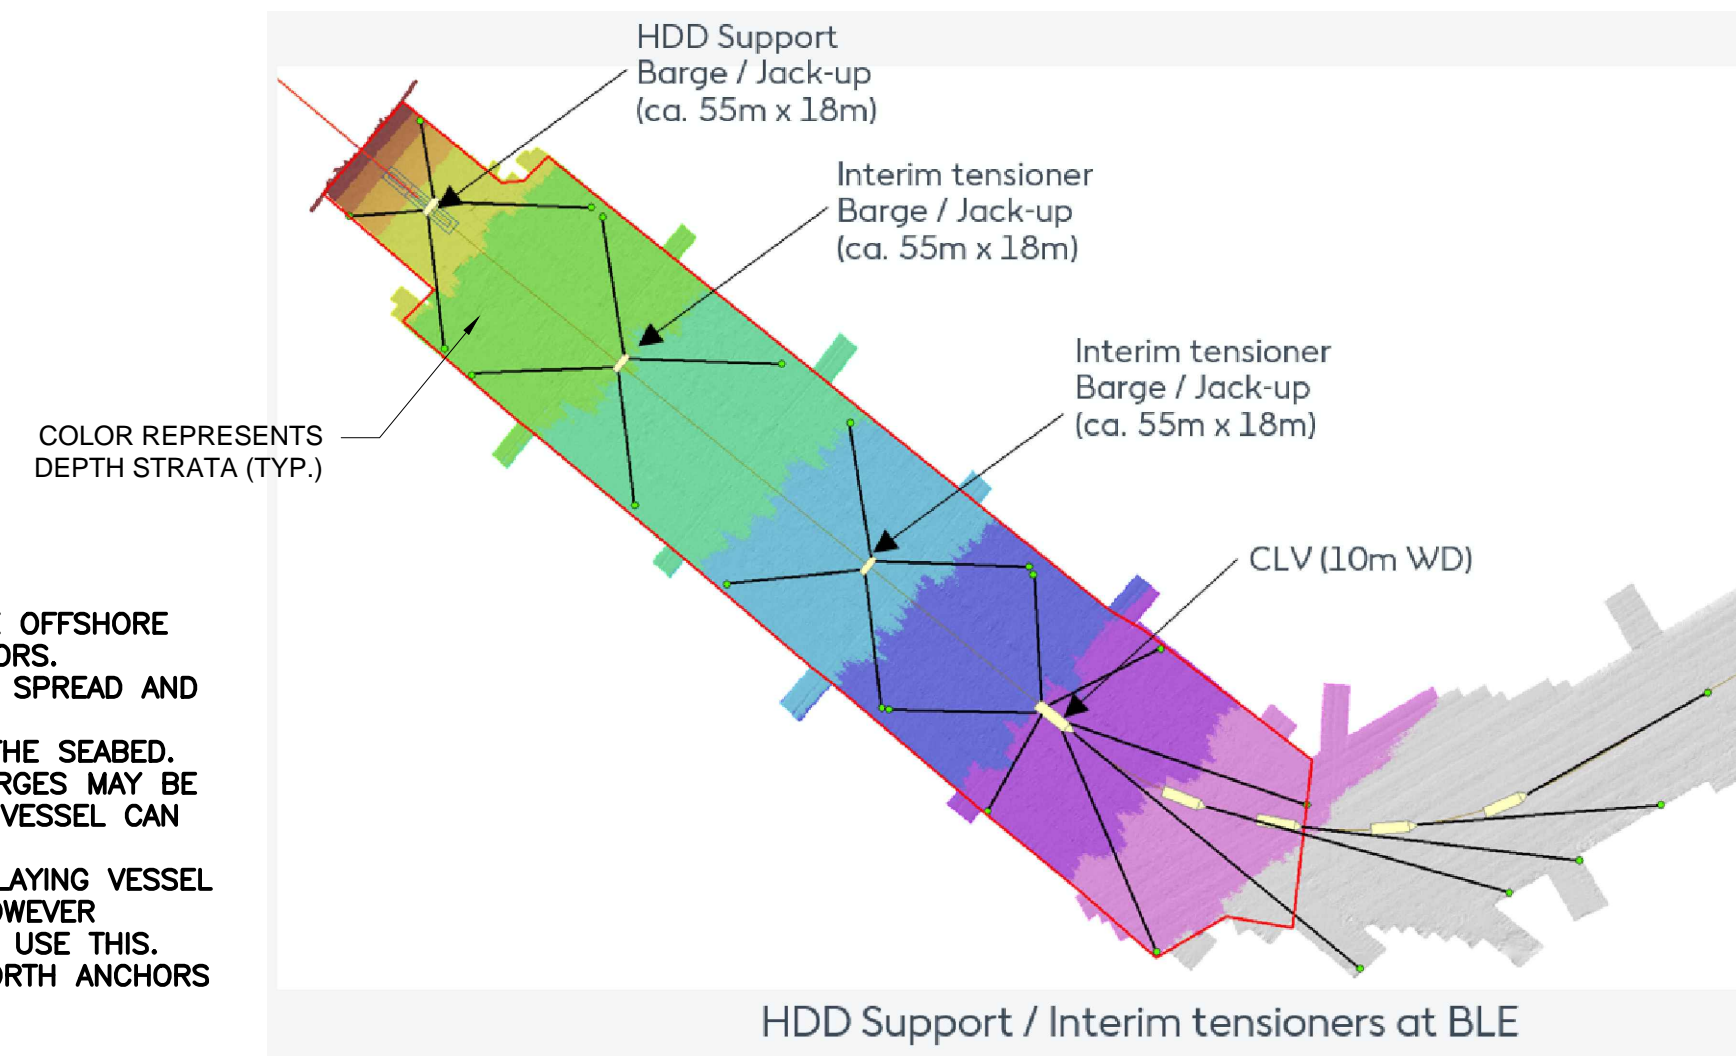 HDD Support
Barge / Jack-up
(ca. 55m x 18m)
Interim tensioner
Barge / Jack-up
(ca. 55m x 18m)
Interim tensioner
Barge / Jack-up
(ca. 55m x 18m)
CLV (10m WD)
COLOR REPRESENTS
DEPTH STRATA (TYP.)
OFFSHORE
ORS.
SPREAD AND
THE SEABED.
RGES MAY BE
VESSEL CAN
LAYING VESSEL
OWEVER
USE THIS.
ORTH ANCHORS
HDD Support / Interim tensioners at BLE